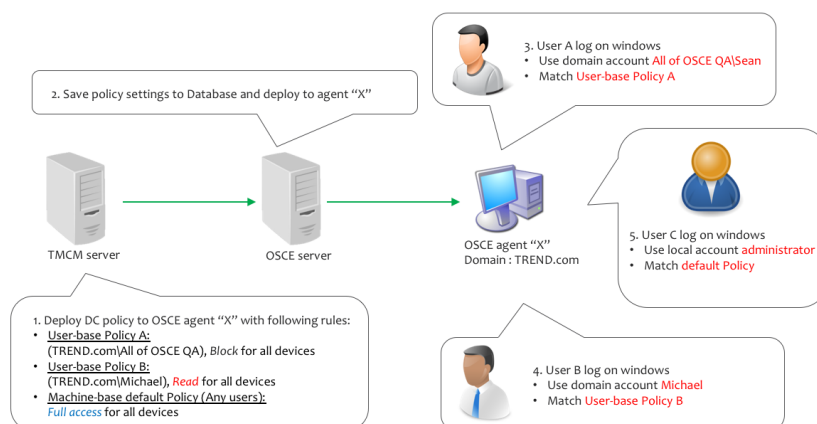 3. User A log on windows
• Use domain account All of OSCE QA\Sean
• Match User-base Policy A
2. Save policy settings to Database and deploy to agent “X”
TMCM server
OSCE server
OSCE agent “X”
Domain : TREND.com
5. User C log on windows
• Use local account administrator
• Match default Policy
1. Deploy DC policy to OSCE agent “X” with following rules:
• User-base Policy A:
(TREND.com\All of OSCE QA), Block for all devices
• User-base Policy B:
(TREND.com\Michael), Read for all devices
• Machine-base default Policy (Any users):
Full access for all devices
4. User B log on windows
• Use domain account Michael
• Match User-base Policy B